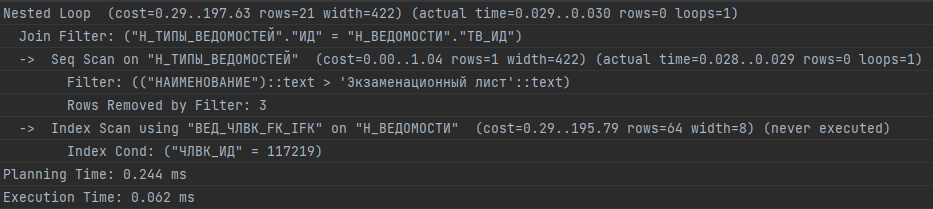 Nested Loop  (cost=0.29..197.63 rows=21 width=422) (actual time=0.029..0.030 rows=0 loops=1)
  Join Filter: ("Н_ТИПЫ_ВЕДОМОСТЕЙ"."ИД" = "Н_ВЕДОМОСТИ"."ТВ_ИД")
  ->  Seq Scan on "Н_ТИПЫ_ВЕДОМОСТЕЙ"  (cost=0.00..1.04 rows=1 width=422) (actual time=0.028..0.029 rows=0 loops=1)
        Filter: (("НАИМЕНОВАНИЕ")::text > 'Экзаменационный лист'::text)
        Rows Removed by Filter: 3
  ->  Index Scan using "ВЕД_ЧЛВК_FK_IFK" on "Н_ВЕДОМОСТИ"  (cost=0.29..195.79 rows=64 width=8) (never executed)
        Index Cond: ("ЧЛВК_ИД" = 117219)
Planning Time: 0.244 ms
Execution Time: 0.062 ms